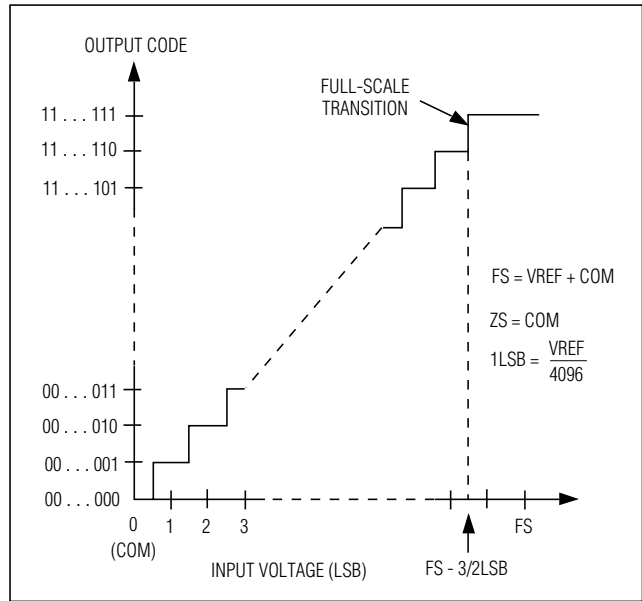 OUTPUT CODE
FULL-SCALE
TRANSITION
11 . . . 111
11 . . . 110
11 . . . 101
FS = VREF + COM
ZS = COM
1LSB = VREF
4096
00 . . . 011
00 . . . 010
00 . . . 001
00 . . . 000
0 1 2 3 FS
(COM)
INPUT VOLTAGE (LSB)
FS - 3/2LSB